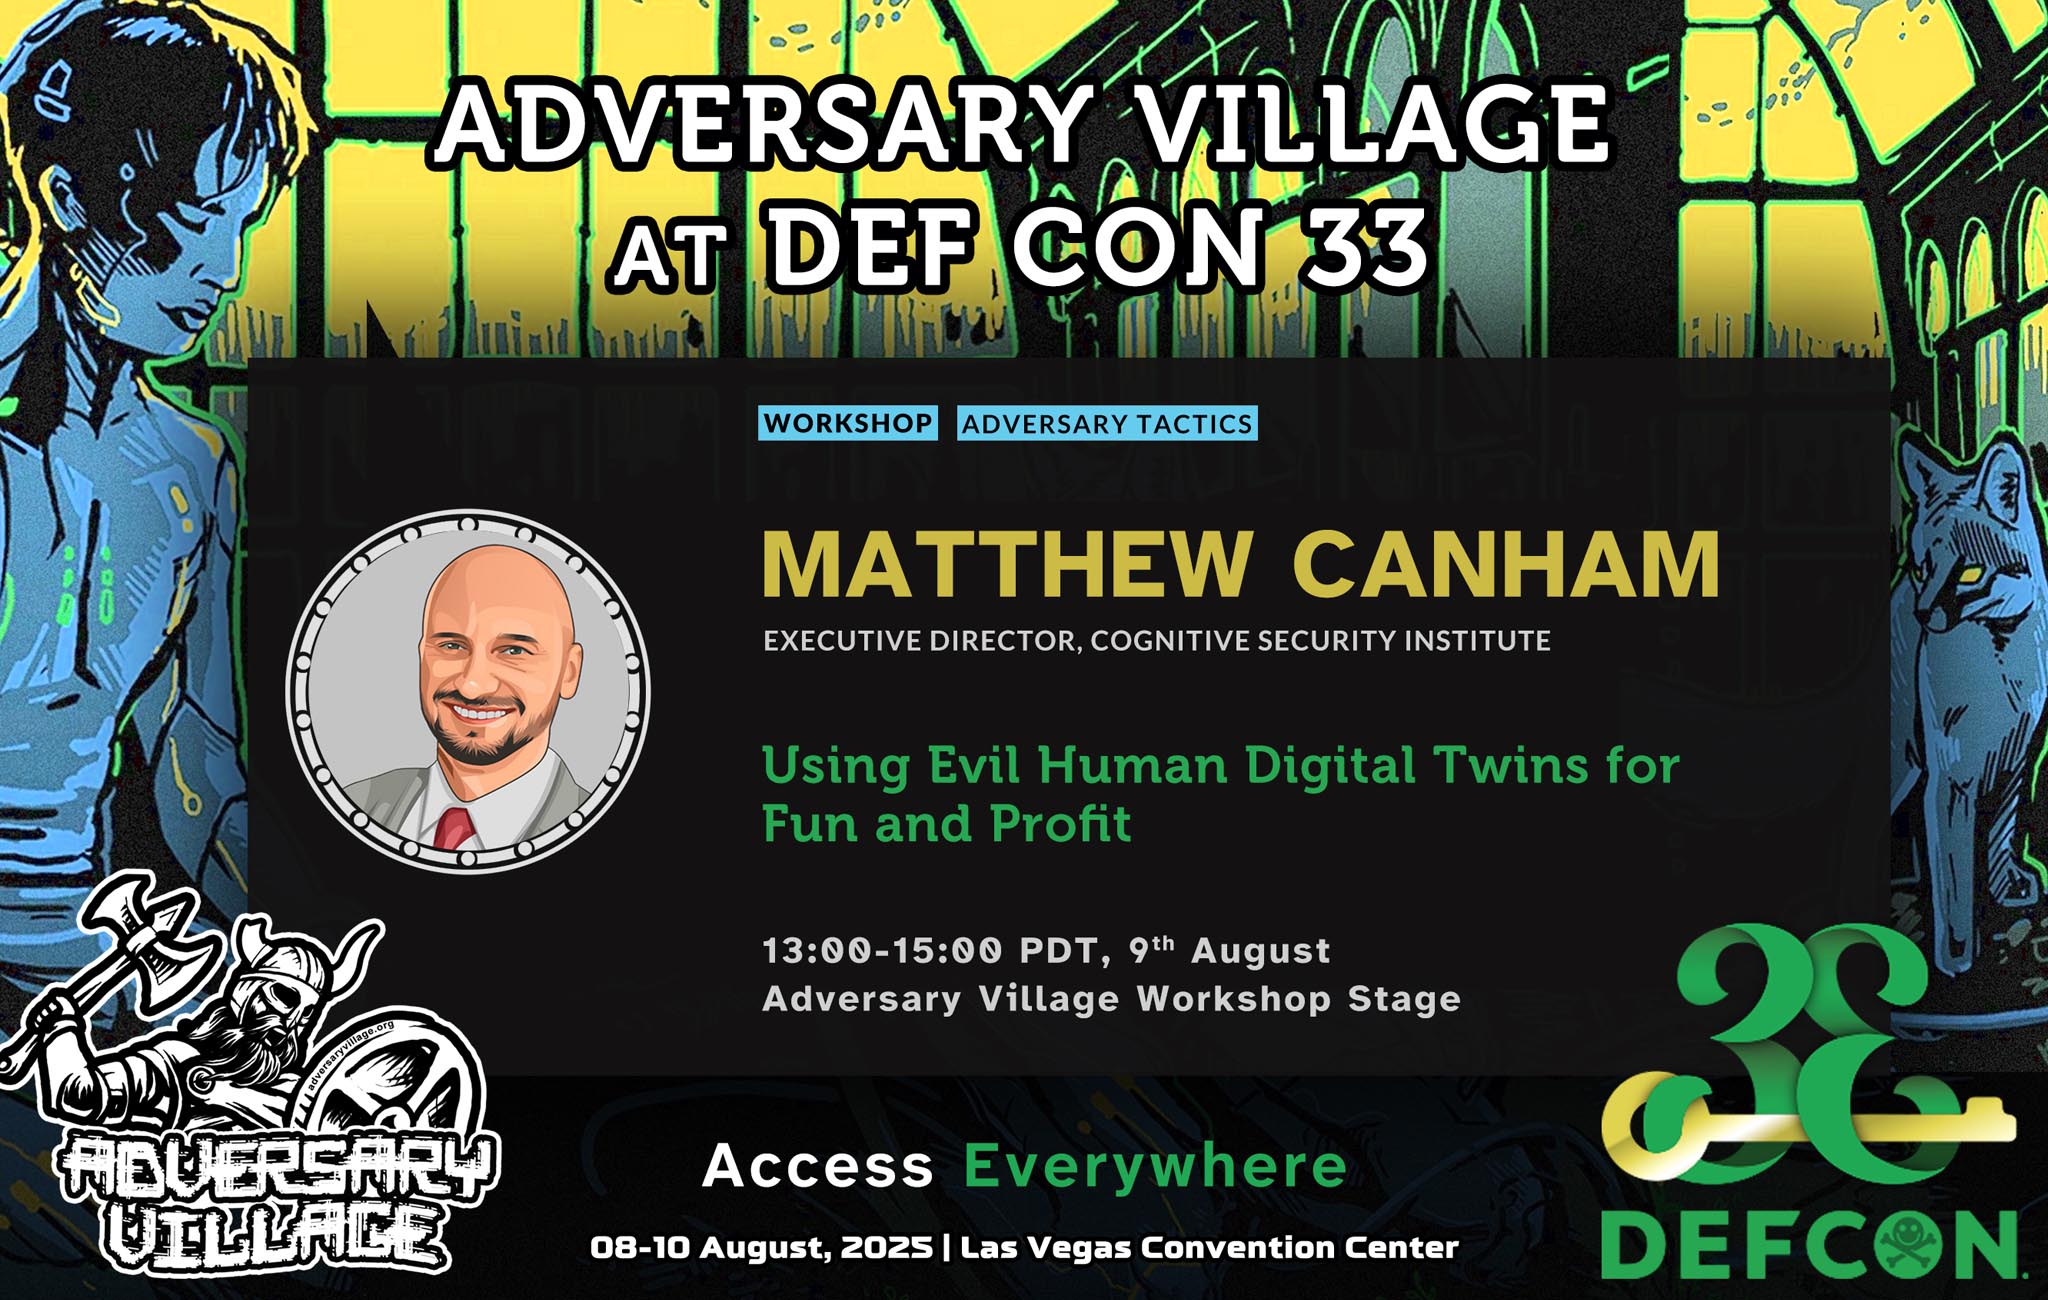 ADVERSARY VILLAGE
AT DEF CON 33
WORKSHOP ADVERSARY TACTICS
MATTHEW CANHAM
EXECUTIVE DIRECTOR, COGNITIVE SECURITY INSTITUTE
Using Evil Human Digital Twins for
Fun and Profit
13:00-15:00 PDT, 9th August
Adversary Village Workshop Stage
adversaryvillage.org
ADVERSARY
VILLAGE
Access Everywhere
08-10 August, 2025 | Las Vegas Convention Center
33
DEFCON.